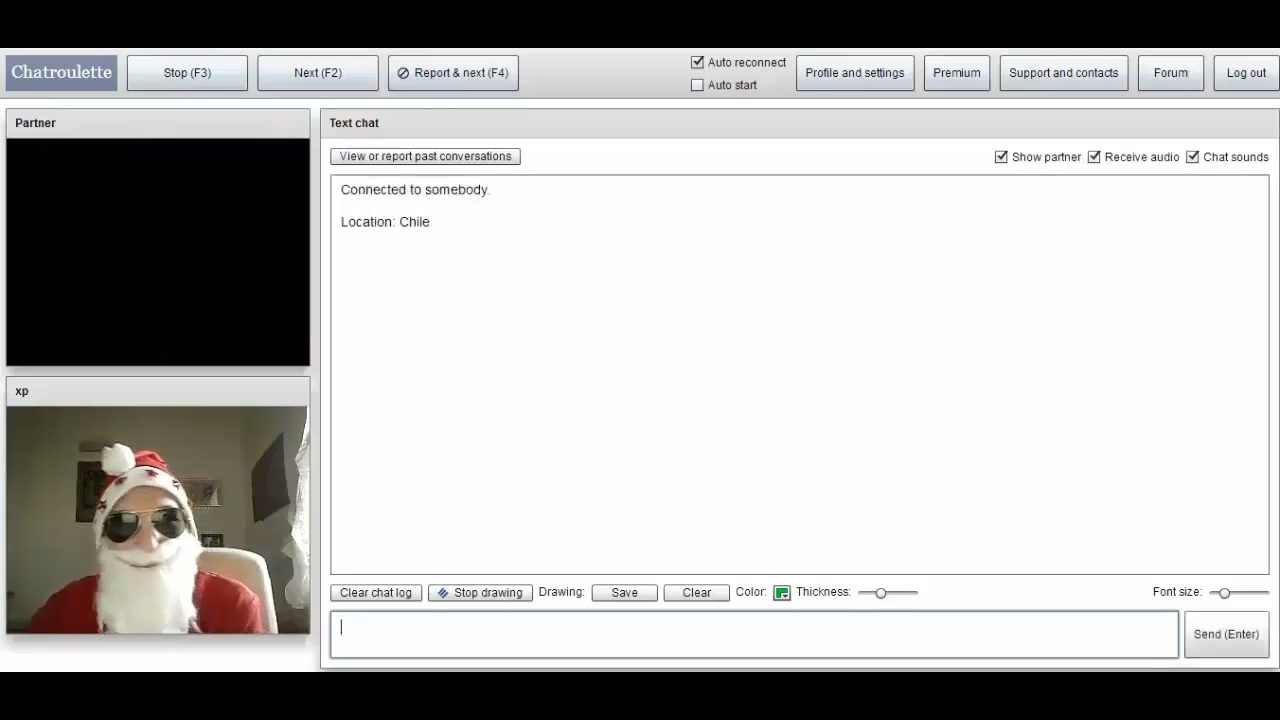 Chatroulette
Stop (F3)
Next (F2)
Report & next (F4)
Auto reconnect
Auto start
Profile and settings
Premium
Support and contacts
Forum
Log out
Partner
Text chat
View or report past conversations
Show partner
Receive audio
Chat sounds
Connected to somebody.
Location: Chile
xp
Clear chat log
Stop drawing
Drawing:
Save
Clear
Color:
Thickness:
Font size:
Send (Enter)